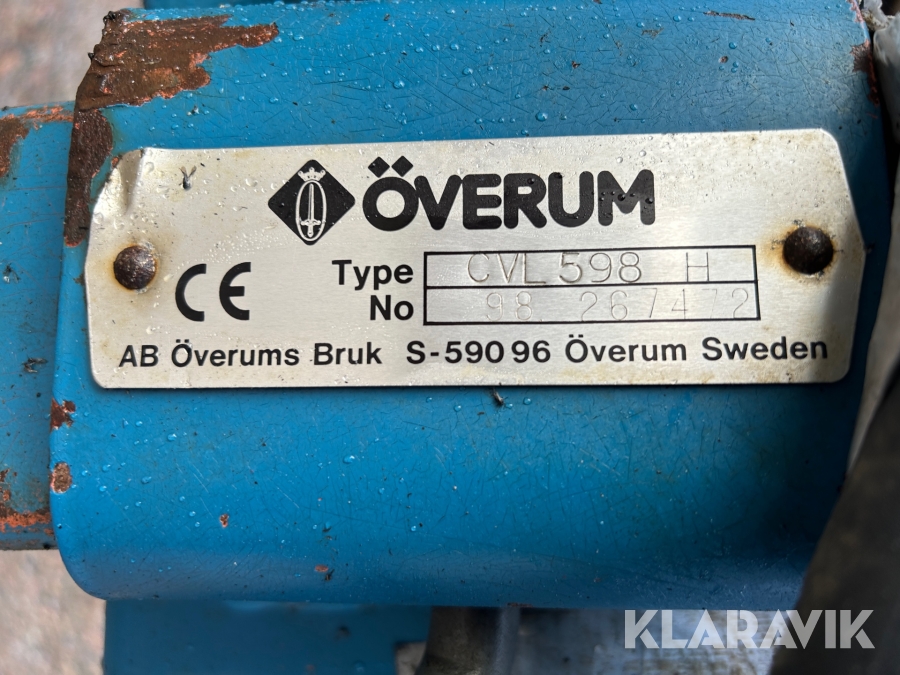 ÖVERUM
CE
Type CVL 598 H
No 98 267472
AB Överums Bruk S-590 96 Överum Sweden
KLARAVIK